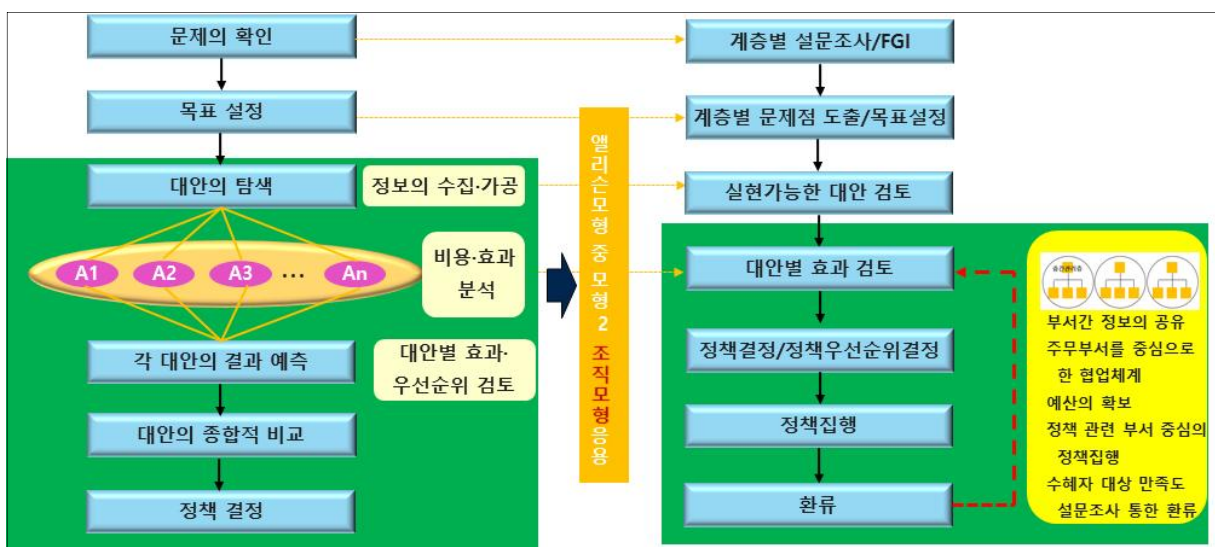 문제의 확인
목표 설정
대안의 탐색
정보의 수집·가공
A1 A2 A3 … An
비용·효과
분석
각 대안의 결과 예측
대안별 효과·
우선순위 검토
대안의 종합적 비교
정책 결정
앨리슨모형 중 모형2 조직모형응용
계층별 설문조사/FGI
계층별 문제점 도출/목표설정
실현가능한 대안 검토
대안별 효과 검토
정책결정/정책우선순위결정
정책집행
환류
부서간 정보의 공유
주무부서를 중심으로
한 협업체계
예산의 확보
정책 관련 부서 중심의
정책집행
수혜자 대상 만족도
설문조사 통한 환류